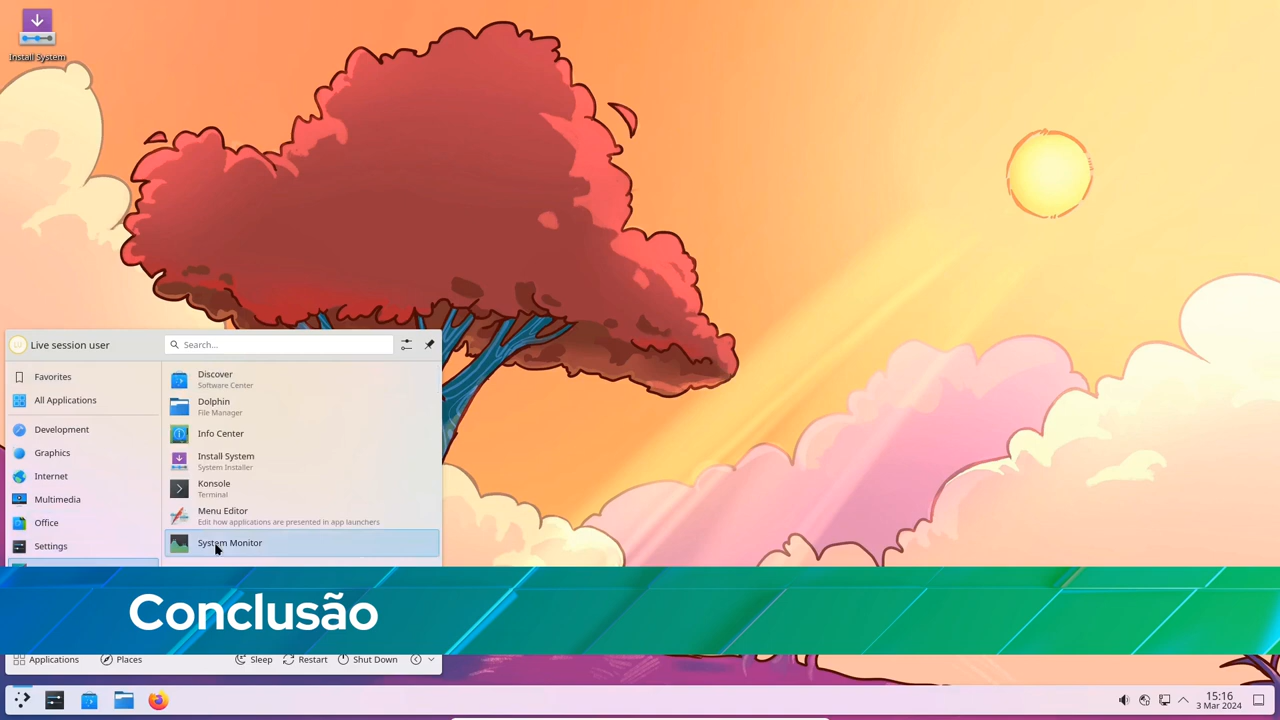 Install System
Live session user
Search...
Favorites
All Applications
Development
Graphics
Internet
Multimedia
Office
Settings
Discover
Software Center
Dolphin
File Manager
Info Center
Install System
System Installer
Konsole
Terminal
Menu Editor
Edit how applications are presented in app launchers
System Monitor
Conclusão
Applications
Places
Sleep
Restart
Shut Down
15:16
3 Mar 2024